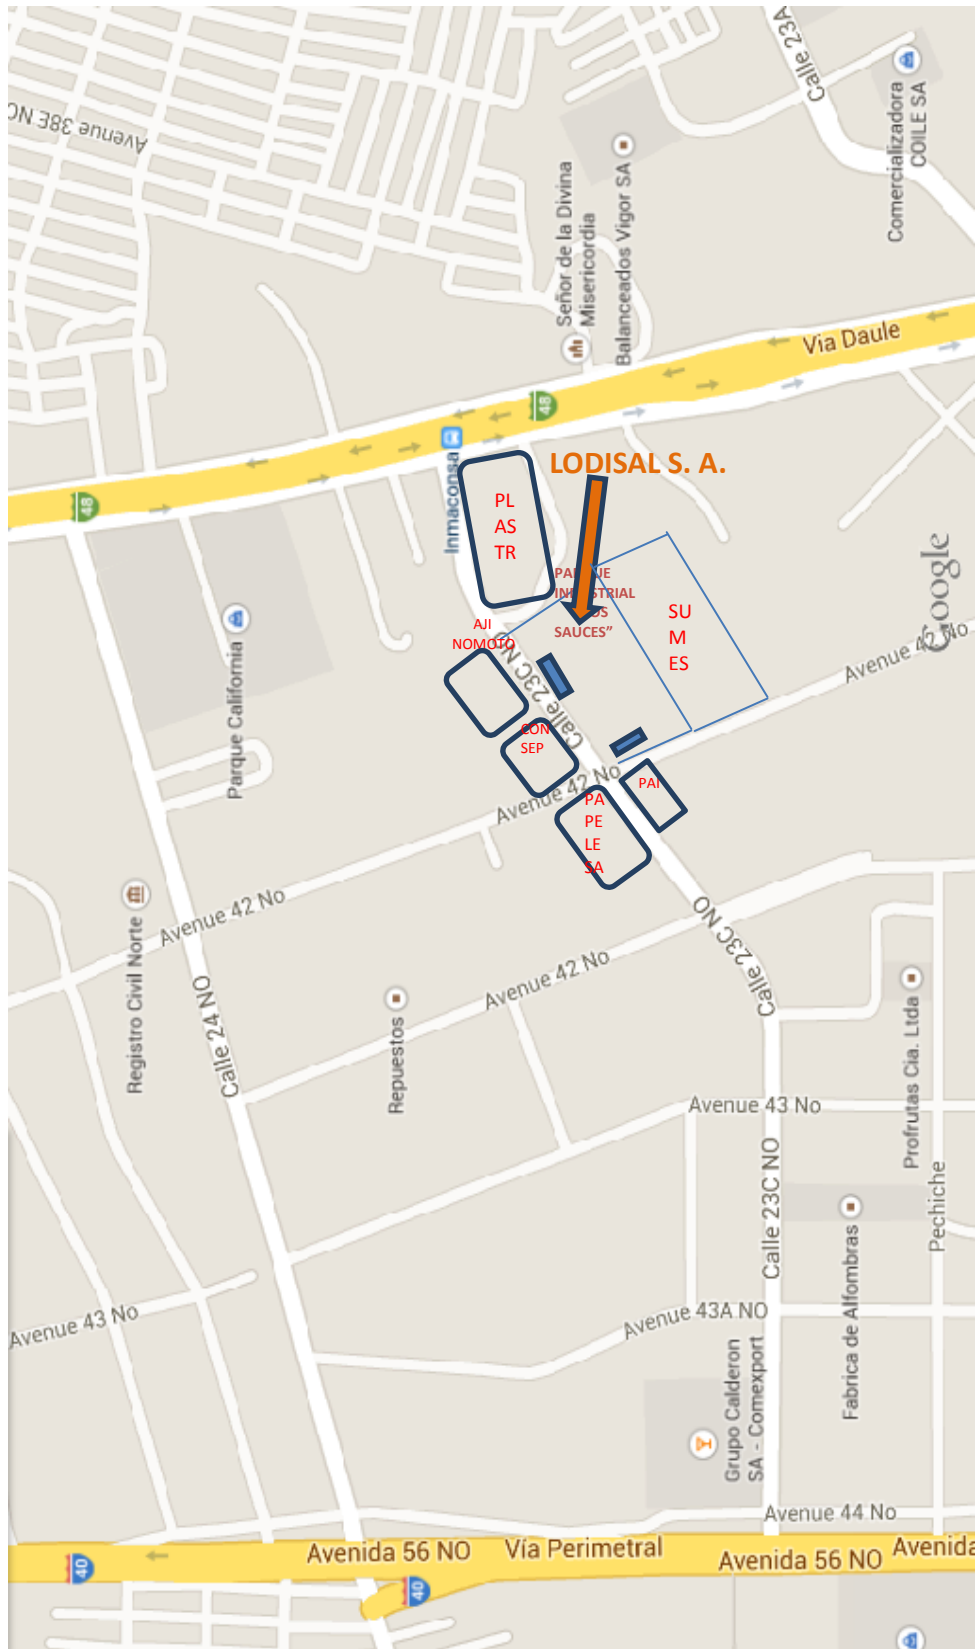 Calle 23A
Comercializadora
COILE SA
Avenue 38E NO
Señor de la Divina
Misericordia
Balanceados Vigor SA
Via Daule
48
Inmaconsa
48
LODISAL S. A.
PL
AS
TR
SAUCES”
SU
M
ES
Google
AJI
NOMOTO
Calle 23C NO
Avenue 42 No
Parque California
CON
SEP
Avenue 42 No
PA
PE
LE
SA
PAI
Registro Civil Norte
Avenue 42 No
Calle 24 NO
Repuestos
Avenue 42 No
Calle 23C NO
Profrutas Cia. Ltda
Avenue 43 No
Calle 23C NO
Pechiche
Fabrica de Alfombras
Avenue 43 No
Avenue 43A NO
Grupo Calderon
SA - Comexport
Avenue 44 No
Avenida 56 NO
Vía Perimetral
Avenida 56 NO
Avenida
40
40